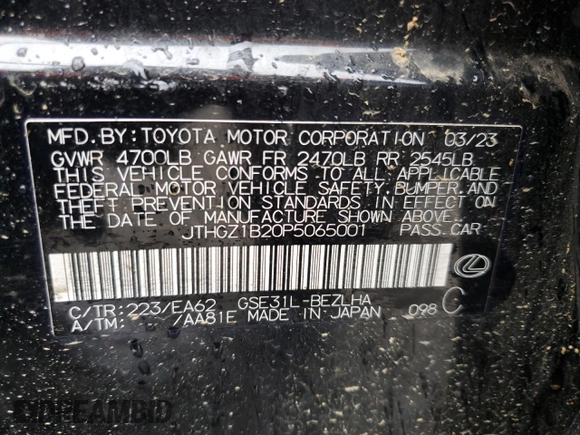 MFD.BY:TOYOTA MOTOR CORPORATION 03/23
GVWR 4700LB GAWR FR 2470LB RR 2545LB
THIS VEHICLE CONFORMS TO ALL APPLICABLE
FEDERAL MOTOR VEHICLE SAFETY, BUMPER, AND
THEFT PREVENTION STANDARDS IN EFFECT ON
THE DATE OF MANUFACTURE SHOWN ABOVE.
JTHGZ1B20P5065001 PASS.CAR
C/TR:223/EA62 GSE31L-BEZLHA
A/TM: /AA81E MADE IN JAPAN 098 C